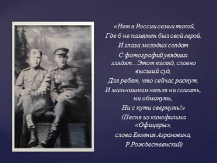 «Нет в России семьи такой,
Где б не памятен был свой герой.
И глаза молодых солдат
С фотографий увядших
глядят...Этот взгляд, словно
высший суд,
Для ребят, что сейчас растут.
И мальчишкам нельзя ни солгать,
ни обмануть,
Ни с пути свернуть!»
(Песня из кинофильма
«Офицеры»,
слова Евгения Аграновича,
Р.Рождественский)